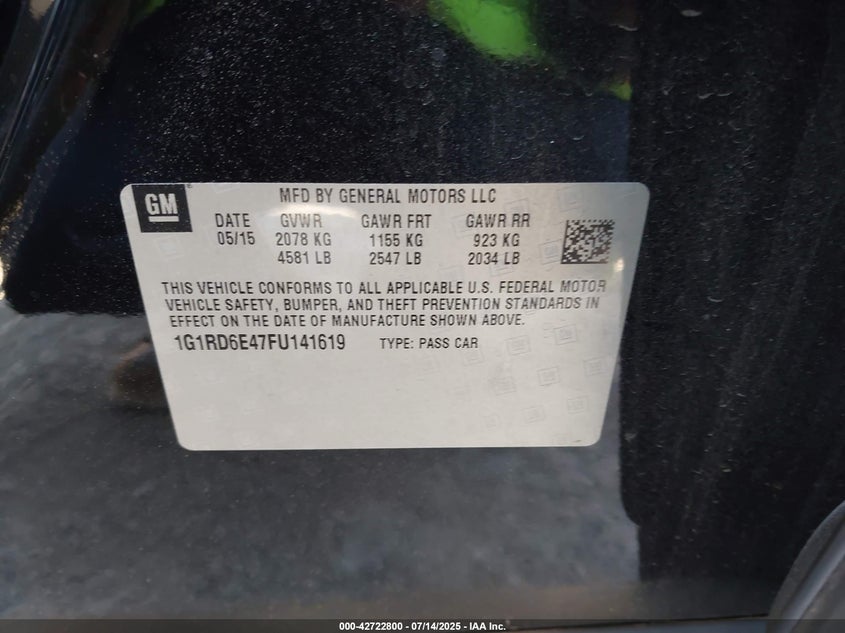 GM
MFD BY GENERAL MOTORS LLC
DATE GVWR GAWR FRT GAWR RR
05/15 2078 KG 1155 KG 923 KG
4581 LB 2547 LB 2034 LB
THIS VEHICLE CONFORMS TO ALL APPLICABLE U.S. FEDERAL MOTOR
VEHICLE SAFETY, BUMPER, AND THEFT PREVENTION STANDARDS IN
EFFECT ON THE DATE OF MANUFACTURE SHOWN ABOVE.
1G1RD6E47FU141619 TYPE: PASS CAR
000-42722800 - 07/14/2025 - IAA Inc.